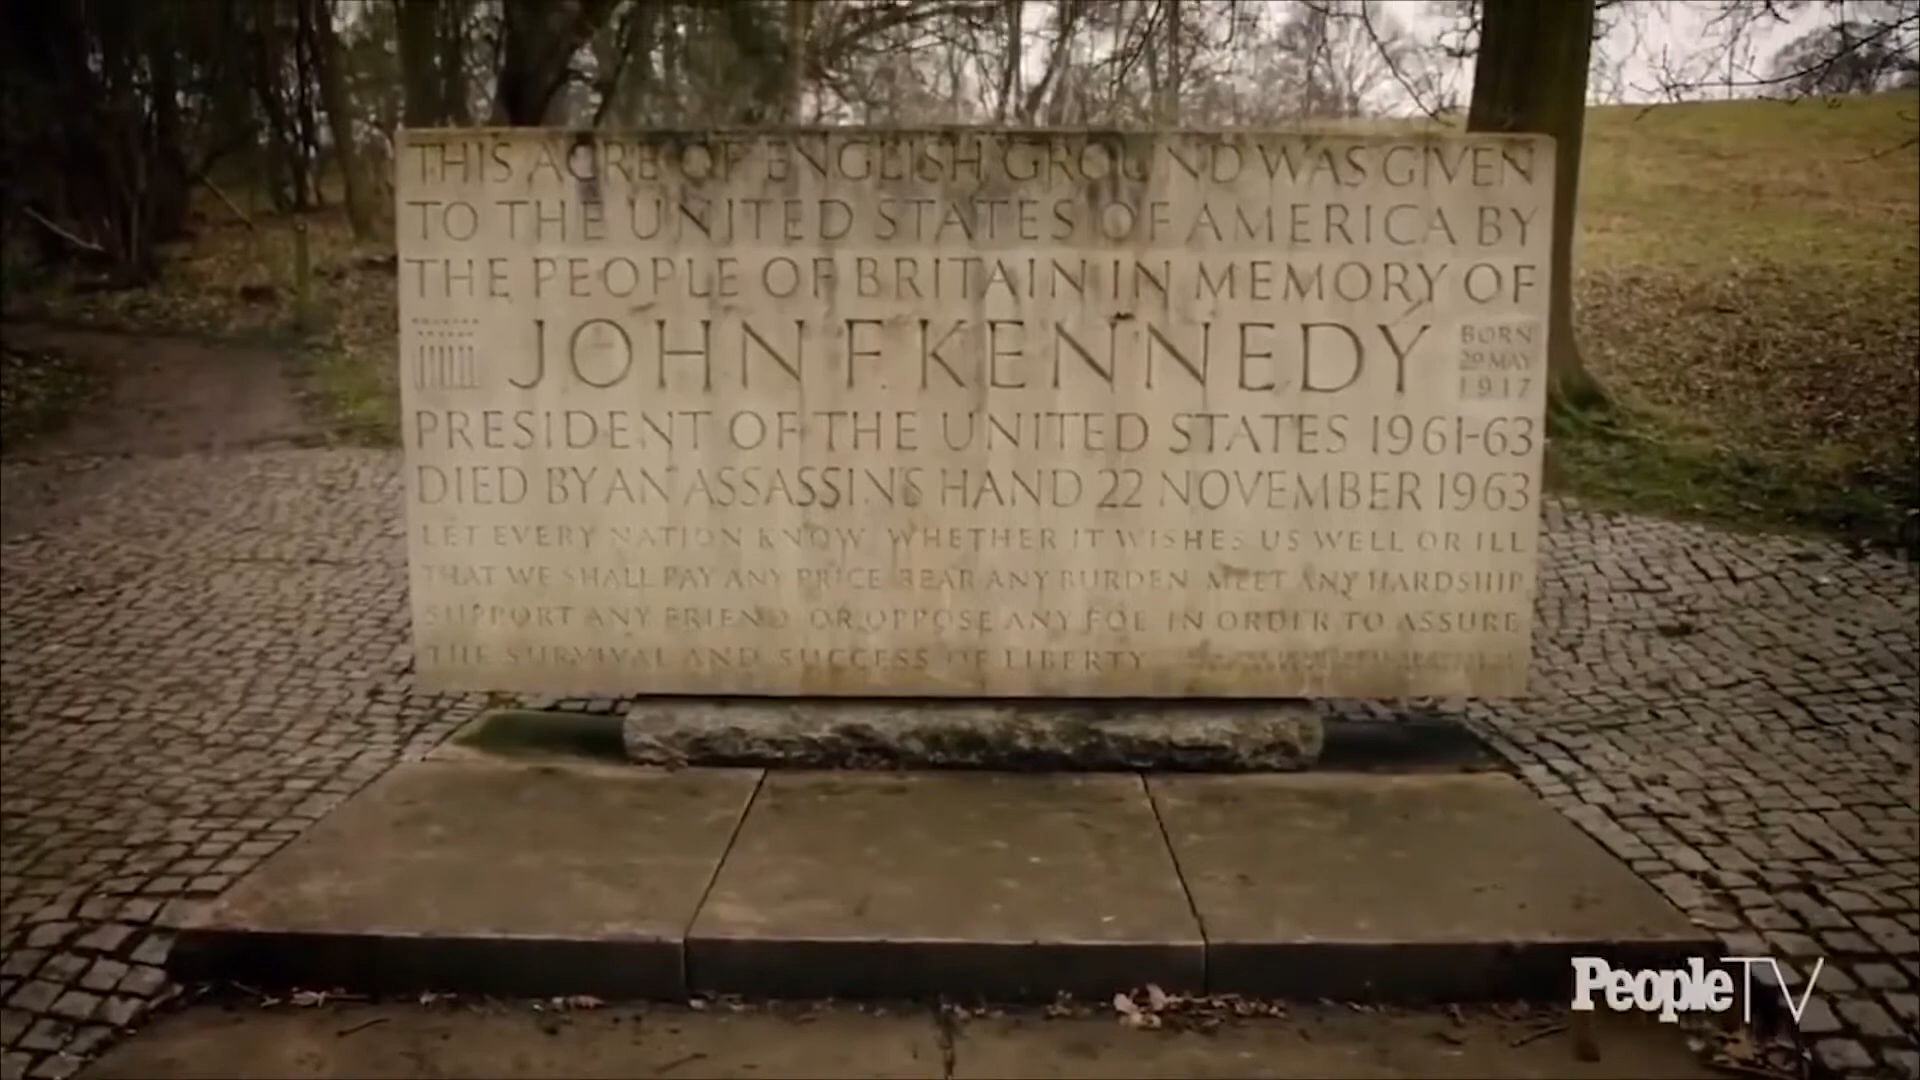 THIS ACRE OF ENGLISH GROUND WAS GIVEN
TO THE UNITED STATES OF AMERICA BY
THE PEOPLE OF BRITAIN IN MEMORY OF
JOHN F. KENNEDY
BORN
29 MAY
1917
PRESIDENT OF THE UNITED STATES 1961-63
DIED BY AN ASSASSIN'S HAND 22 NOVEMBER 1963
LET EVERY NATION KNOW WHETHER IT WISHES US WELL OR ILL
THAT WE SHALL PAY ANY PRICE BEAR ANY BURDEN MEET ANY HARDSHIP
SUPPORT ANY FRIEND OR OPPOSE ANY FOE IN ORDER TO ASSURE
THE SURVIVAL AND SUCCESS OF LIBERTY
PeopleTV